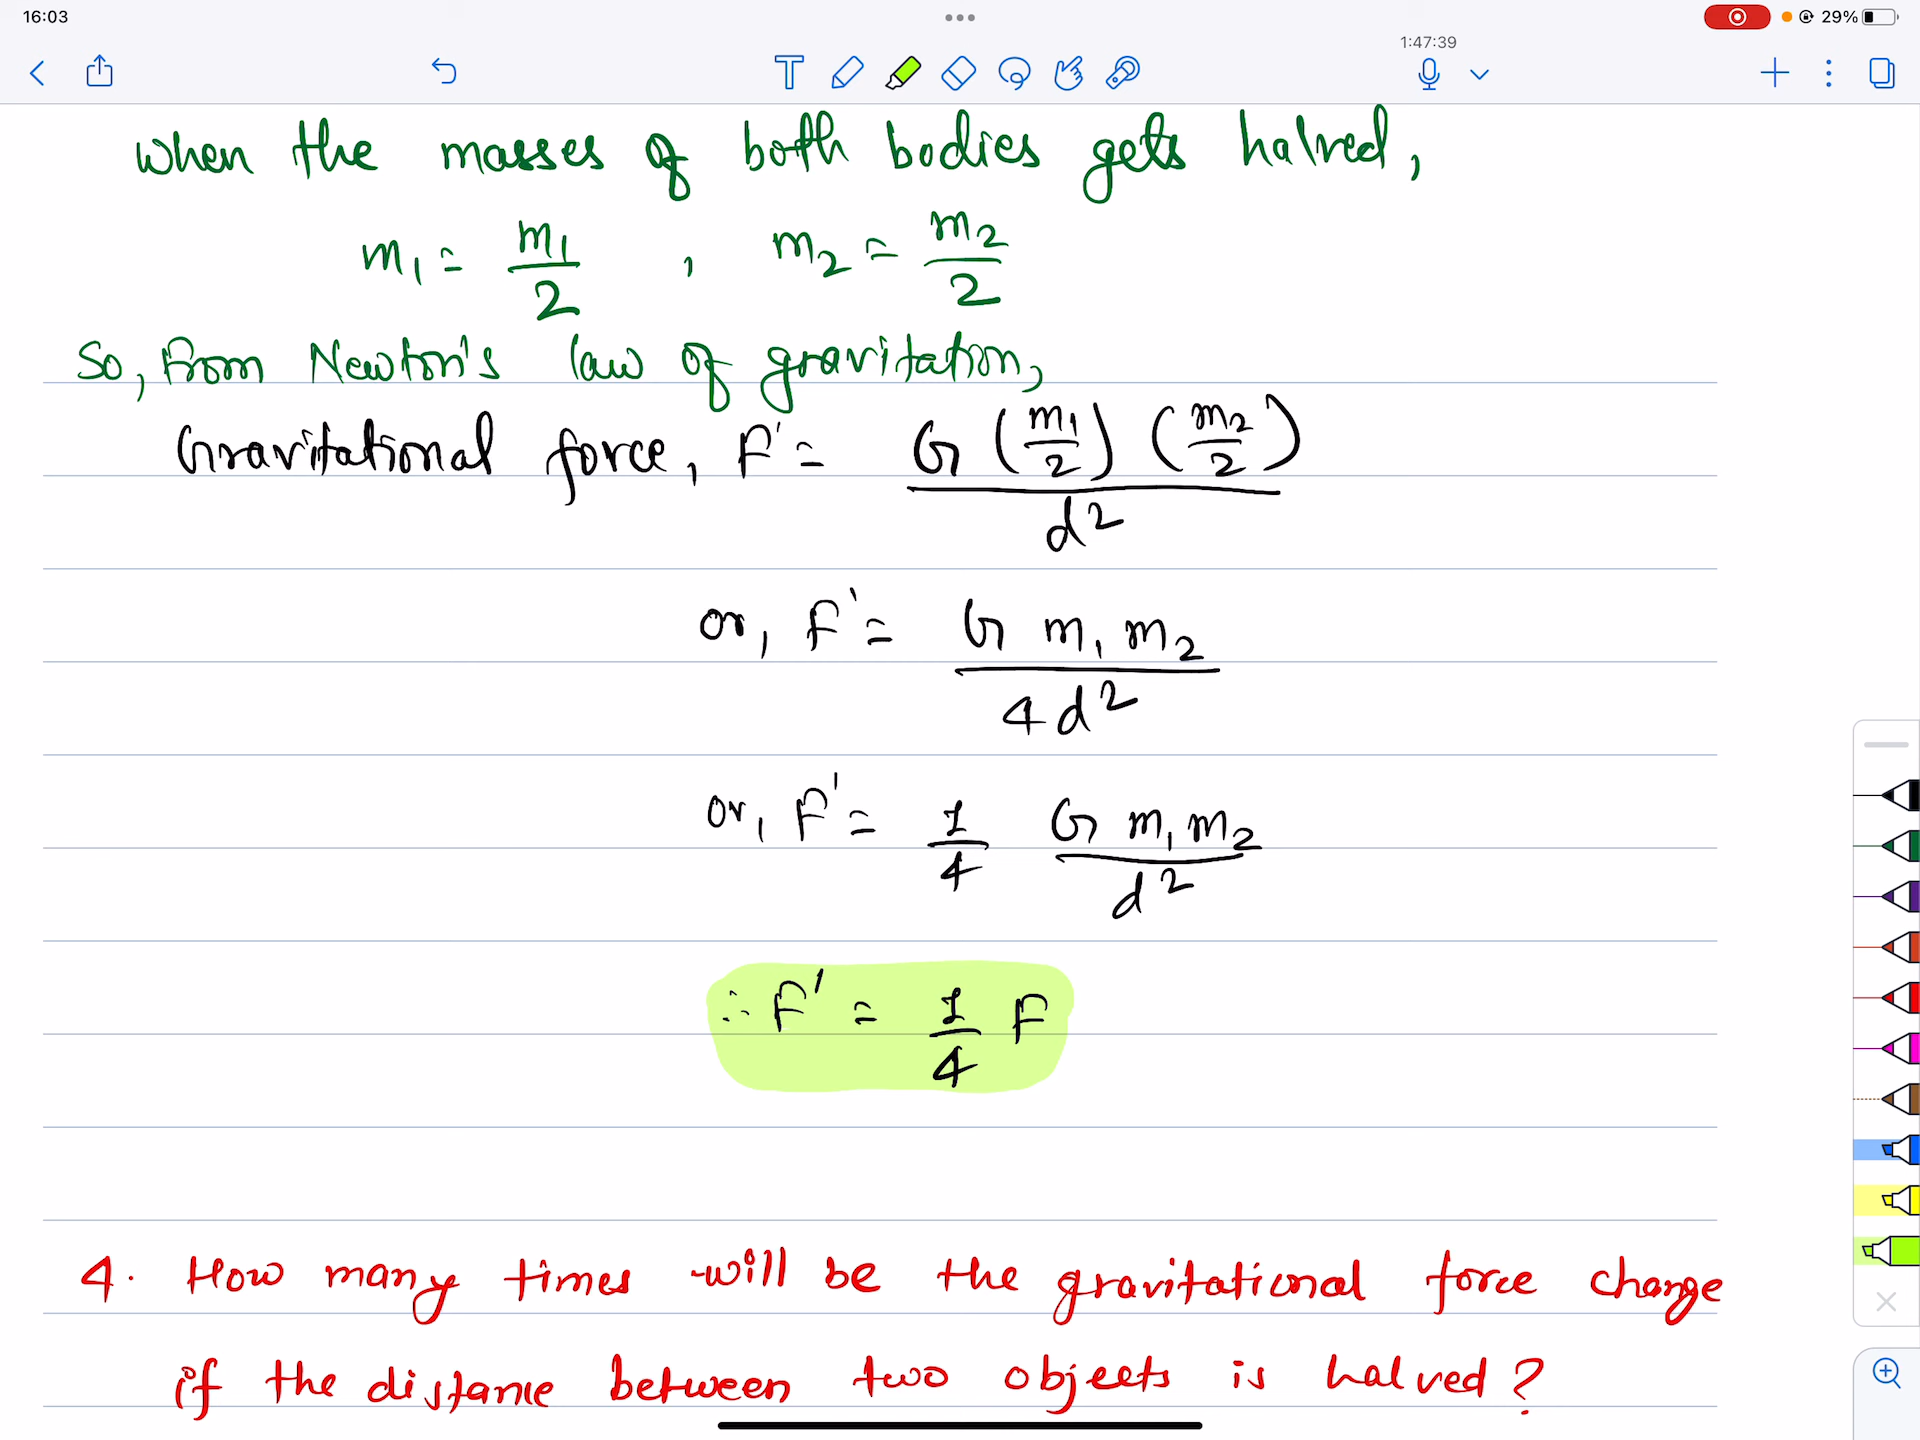 16:03
29%
1:47:39
when the masses of both bodies gets halved,
m₁ = m₁/2 , m₂ = m₂/2
So, from Newton's law of gravitation,
Gravitational force, F' = G (m₁/2) (m₂/2) / d²
or, F' = G m₁ m₂ / 4d²
or, F' = 1/4 G m₁ m₂ / d²
∴ F' = 1/4 F
4. How many times will be the gravitational force change
if the distance between two objects is halved?